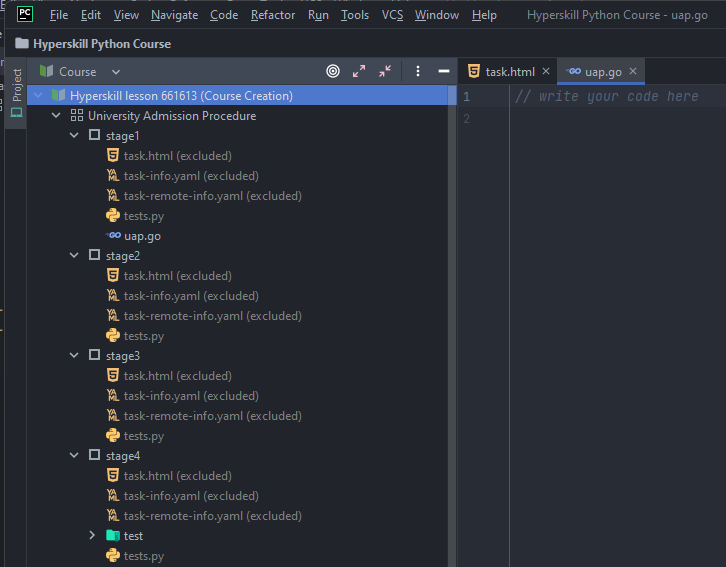 PC File Edit View Navigate Code Refactor Run Tools VCS Window Help Hyperskill Python Course - uap.go
Hyperskill Python Course
Project
Course
task.html
uap.go
Hyperskill lesson 661613 (Course Creation)
1 // write your code here
2
University Admission Procedure
stage1
task.html (excluded)
task-info.yaml (excluded)
task-remote-info.yaml (excluded)
tests.py
uap.go
stage2
task.html (excluded)
task-info.yaml (excluded)
task-remote-info.yaml (excluded)
tests.py
stage3
task.html (excluded)
task-info.yaml (excluded)
task-remote-info.yaml (excluded)
tests.py
stage4
task.html (excluded)
task-info.yaml (excluded)
task-remote-info.yaml (excluded)
test
tests.py